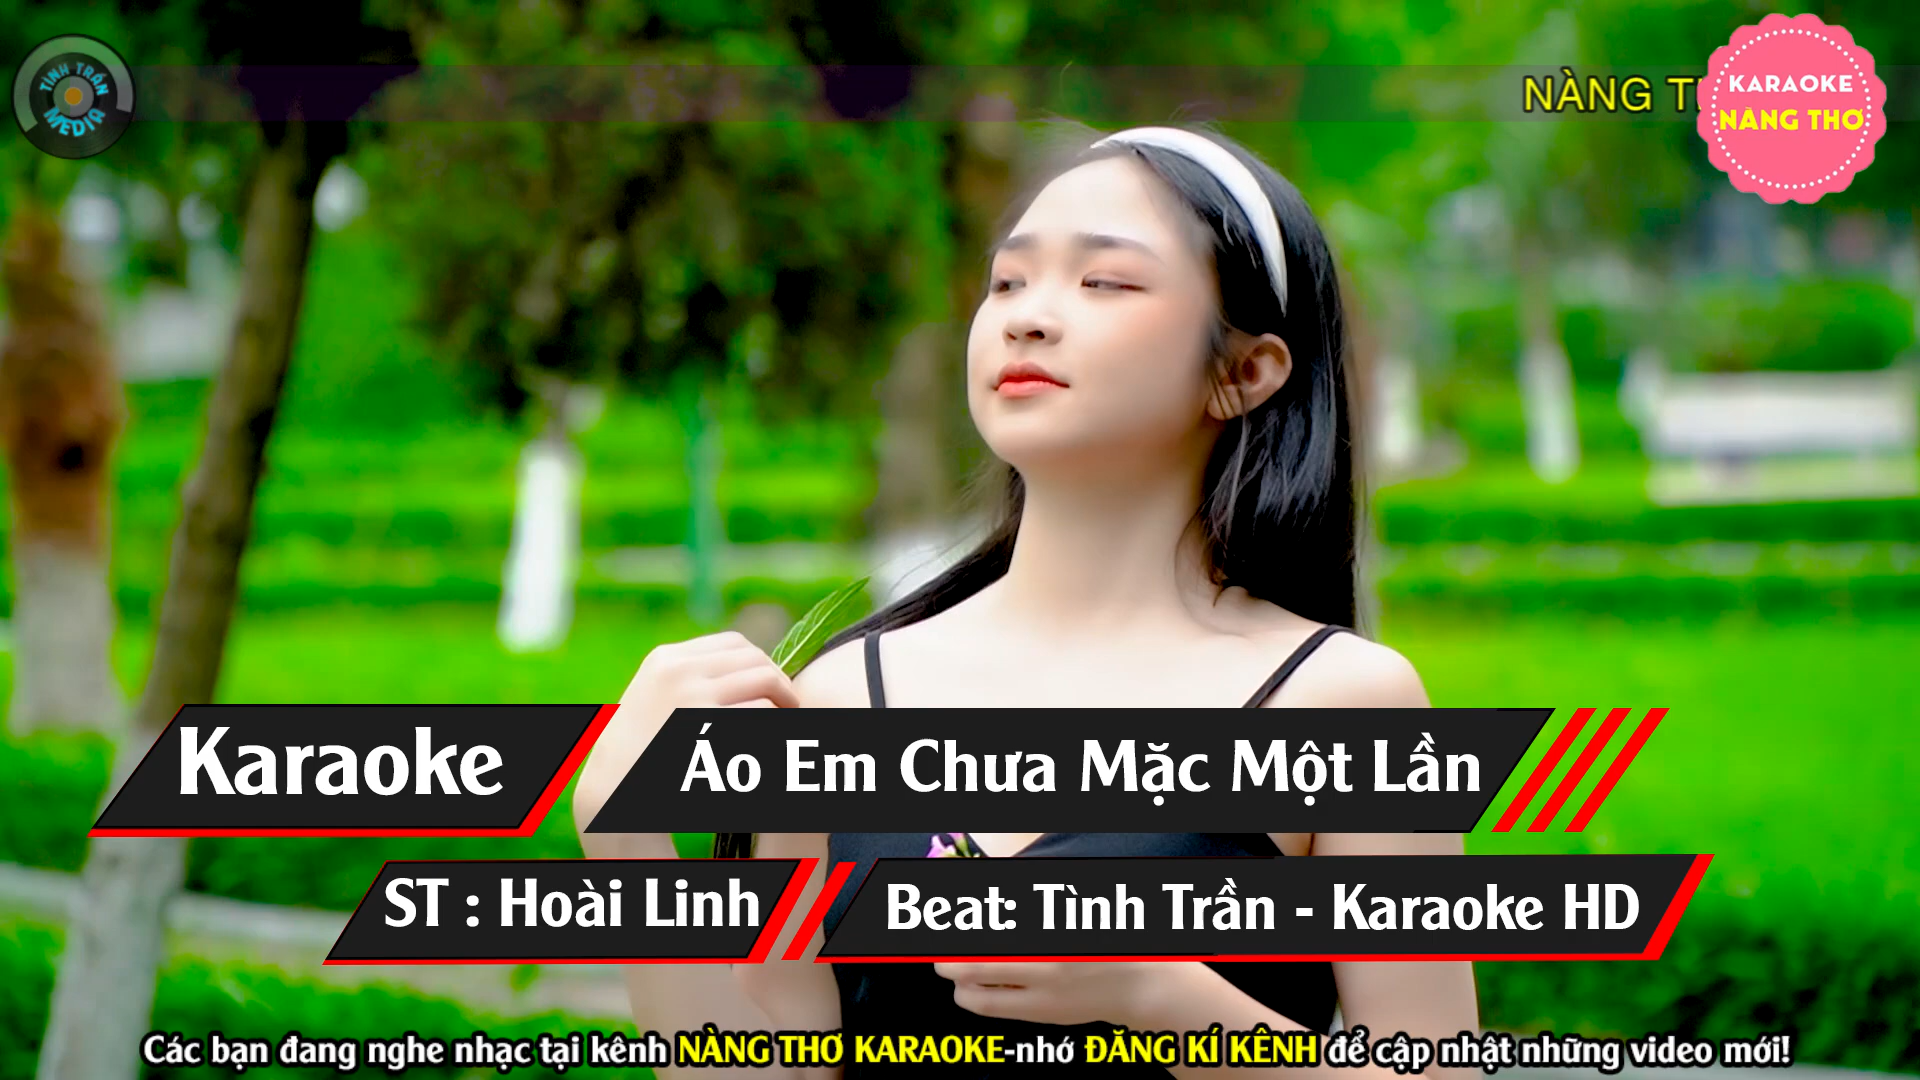 TÌNH TRẦN
MEDIA
NÀNG T
KARAOKE
NÀNG THƠ
Karaoke
Áo Em Chưa Mặc Một Lần
ST : Hoài Linh
Beat: Tình Trần - Karaoke HD
Các bạn đang nghe nhạc tại kênh NÀNG THƠ KARAOKE-nhớ ĐĂNG KÍ KÊNH để cập nhật những video mới!